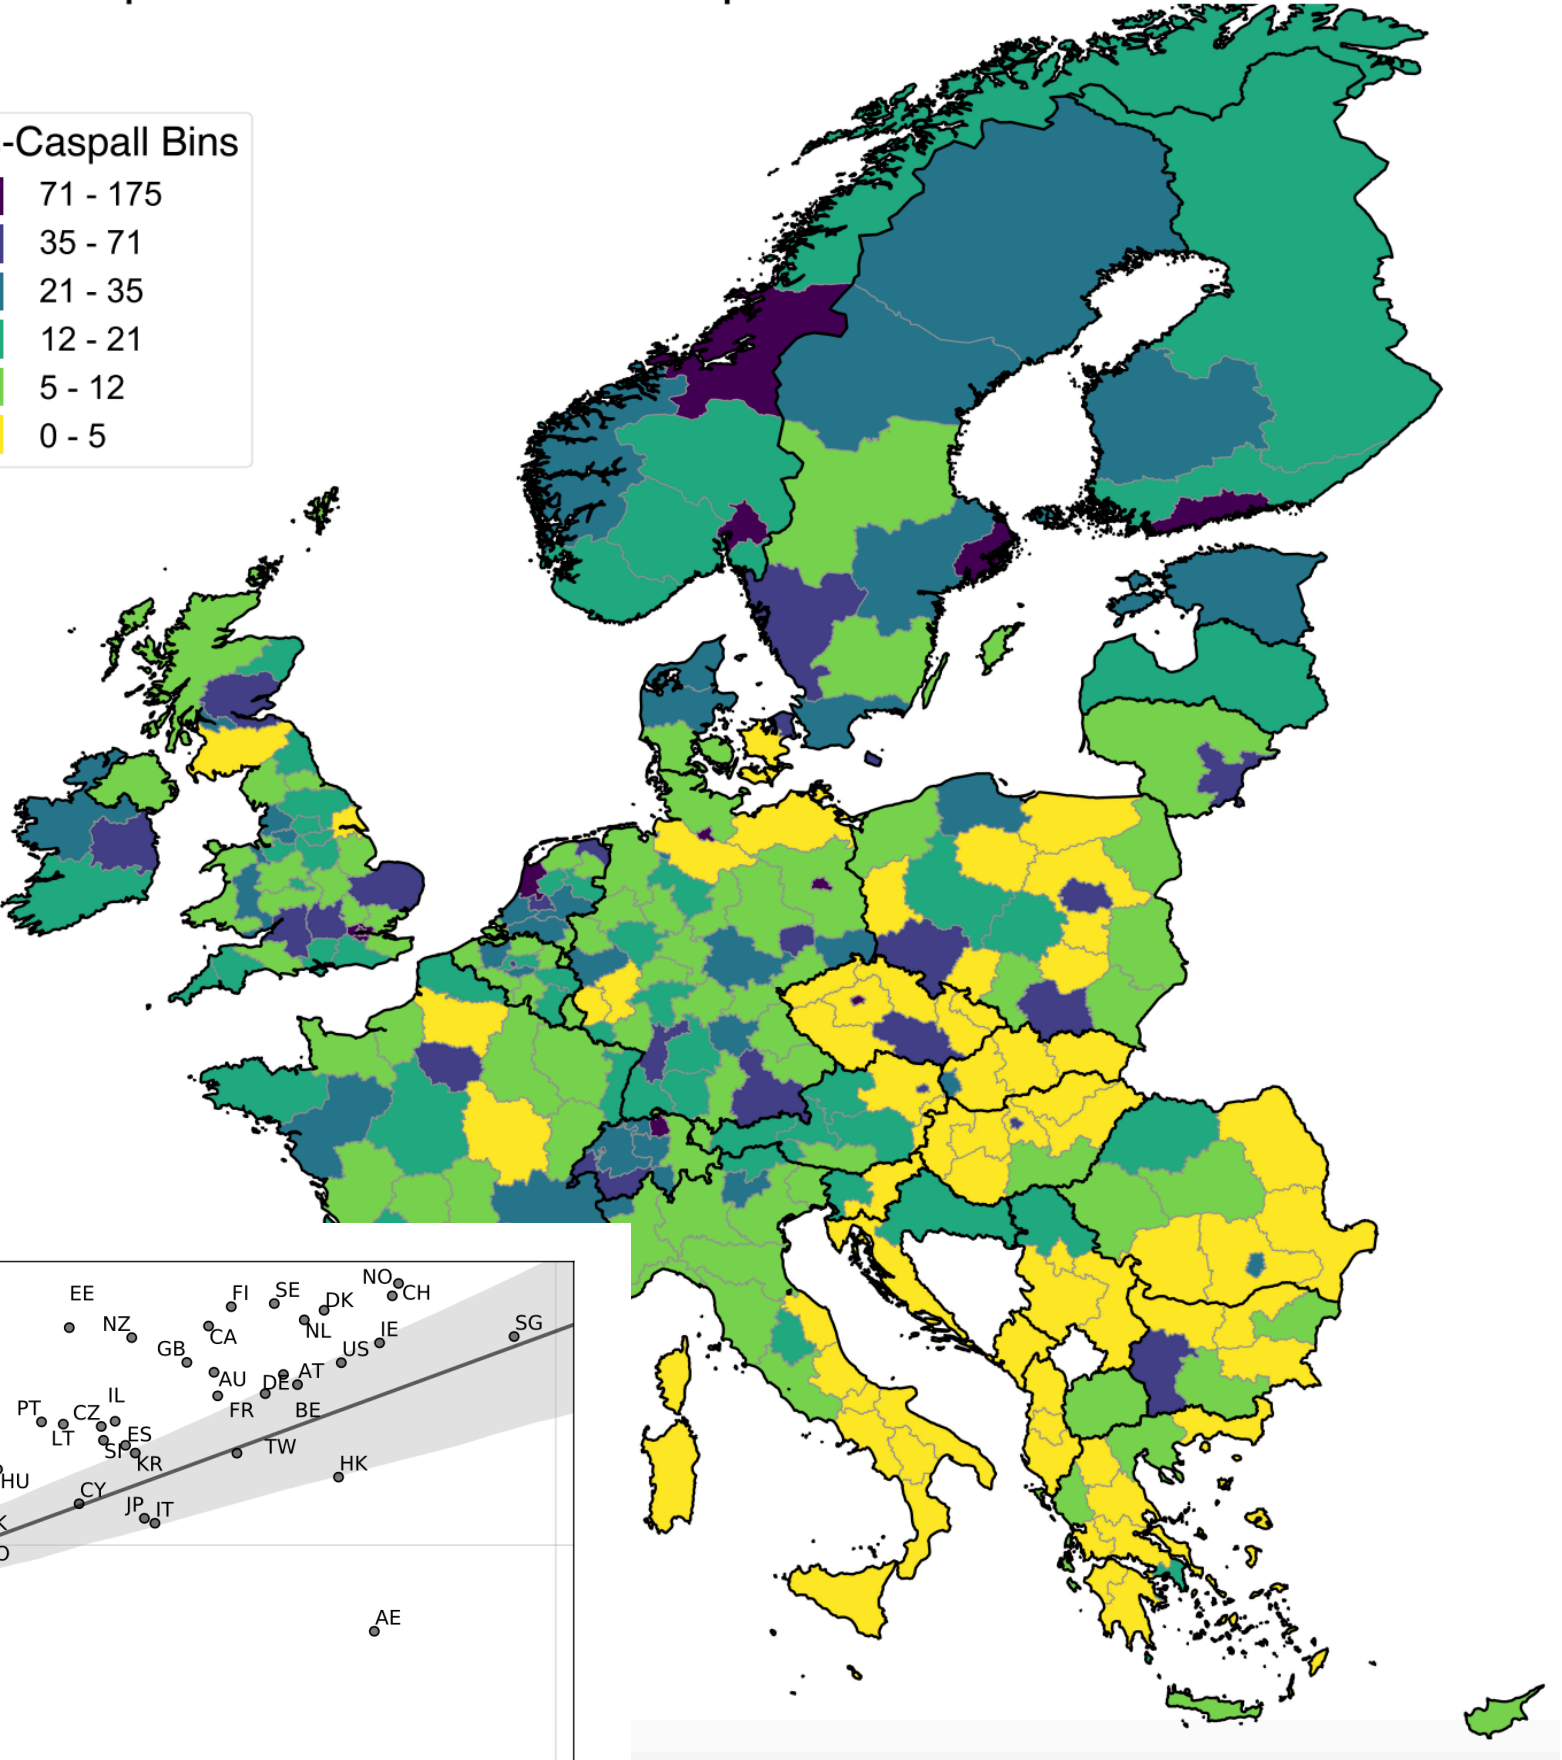 -Caspall Bins
71 - 175
35 - 71
21 - 35
12 - 21
5 - 12
0 - 5
NO
CH
EE
FI
SE
DK
NZ
CA
NL
IE
SG
GB
US
AU
DE
AT
PT
IL
CZ
FR
BE
LT
SI
ES
TW
KR
HK
HU
CY
JP
IT
K
O
AE